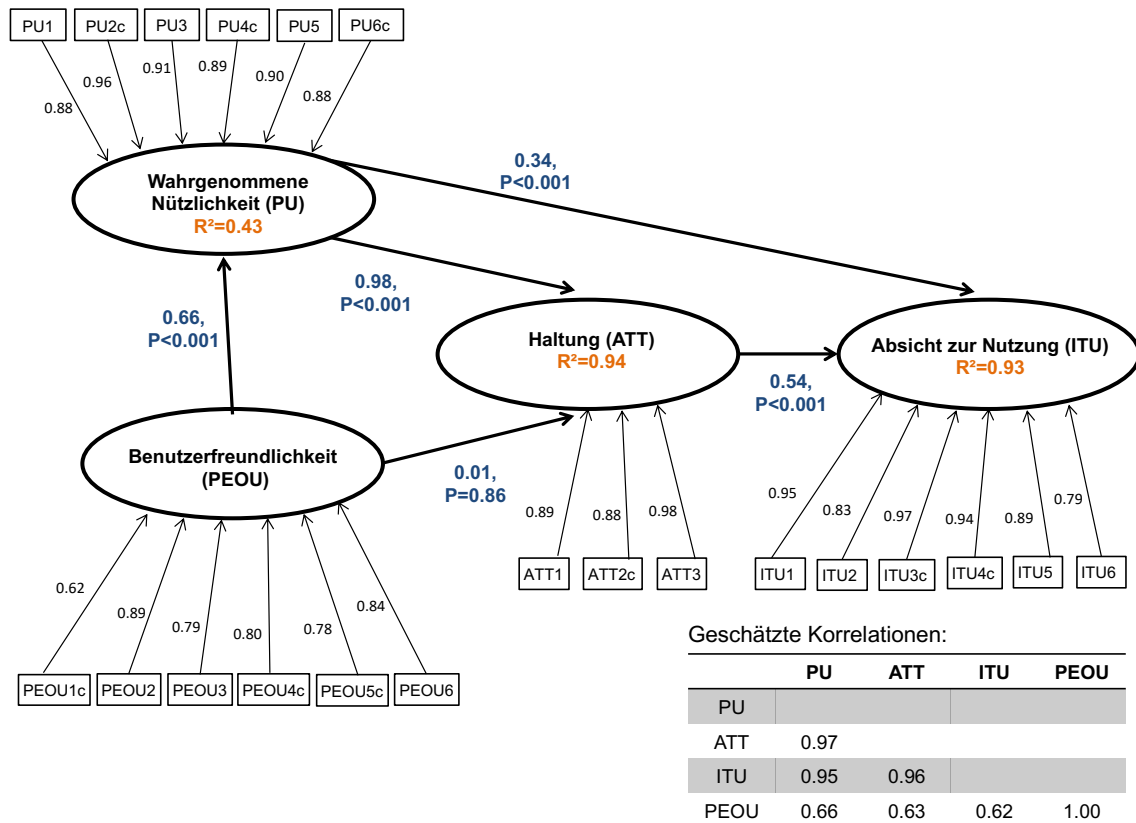 PU1 PU2c PU3 PU4c PU5 PU6c
0.88 0.96 0.91 0.89 0.90 0.88
Wahrgenommene
Nützlichkeit (PU)
R²=0.43
0.34,
P<0.001
0.98,
P<0.001
0.66,
P<0.001
Haltung (ATT)
R²=0.94
Absicht zur Nutzung (ITU)
R²=0.93
0.54,
P<0.001
Benutzerfreundlichkeit
(PEOU)
0.01,
P=0.86
0.89 0.88 0.98
ATT1 ATT2c ATT3
0.95 0.83 0.97 0.94 0.89 0.79
ITU1 ITU2 ITU3c ITU4c ITU5 ITU6
0.62 0.89 0.79 0.80 0.78 0.84
PEOU1c PEOU2 PEOU3 PEOU4c PEOU5c PEOU6
Geschätzte Korrelationen:
PU ATT ITU PEOU
PU
ATT 0.97
ITU 0.95 0.96
PEOU 0.66 0.63 0.62 1.00